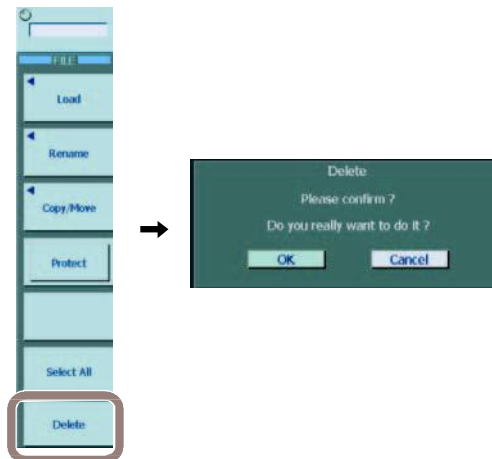 FILE
Load
Rename
Copy/Move
Protect
Select All
Delete
Delete
Please confirm ?
Do you really want to do it ?
OK
Cancel